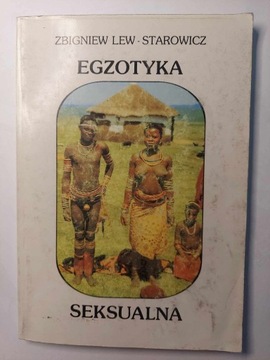 ZBIGNIEW LEW-STAROWICZ
EGZOTYKA
SEKSUALNA